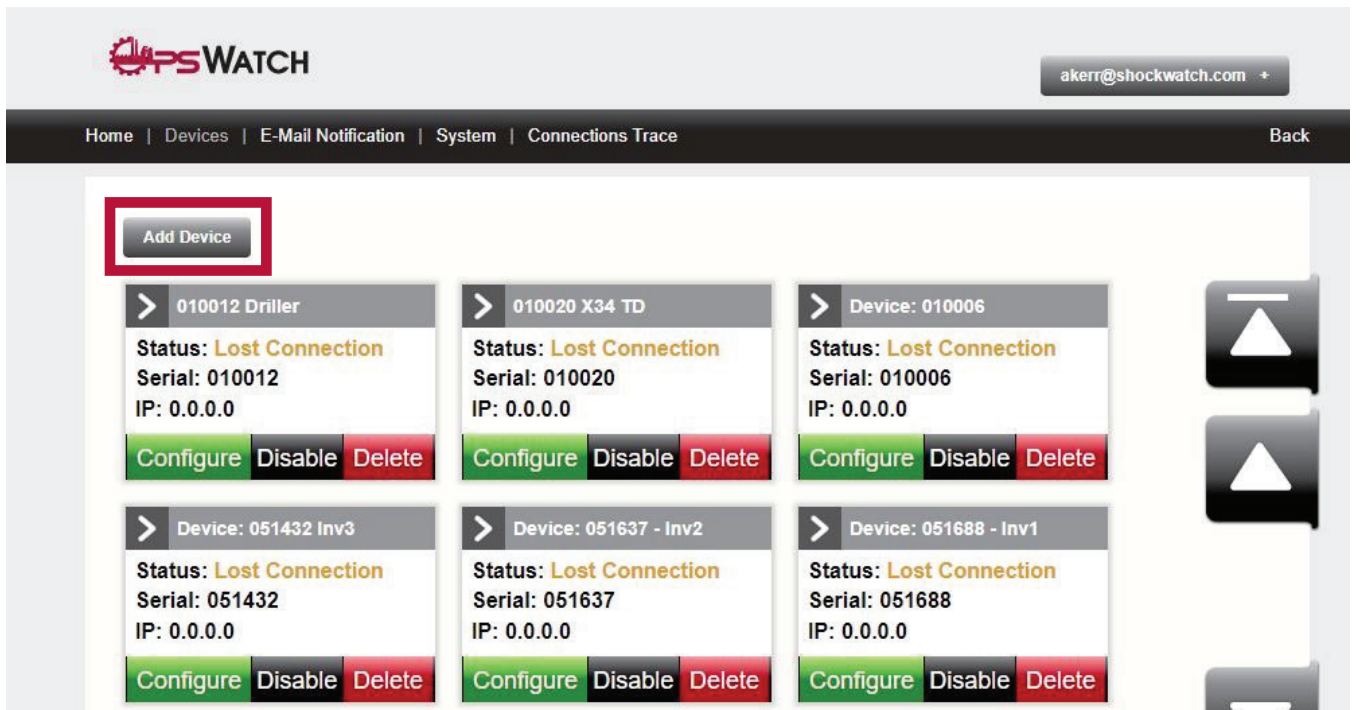 OPSWATCH
akerr@shockwatch.com +
Home | Devices | E-Mail Notification | System | Connections Trace
Back
Add Device
010012 Driller
Status: Lost Connection
Serial: 010012
IP: 0.0.0.0
Configure Disable Delete
010020 X34 TD
Status: Lost Connection
Serial: 010020
IP: 0.0.0.0
Configure Disable Delete
Device: 010006
Status: Lost Connection
Serial: 010006
IP: 0.0.0.0
Configure Disable Delete
Device: 051432 Inv3
Status: Lost Connection
Serial: 051432
IP: 0.0.0.0
Configure Disable Delete
Device: 051637 - Inv2
Status: Lost Connection
Serial: 051637
IP: 0.0.0.0
Configure Disable Delete
Device: 051688 - Inv1
Status: Lost Connection
Serial: 051688
IP: 0.0.0.0
Configure Disable Delete